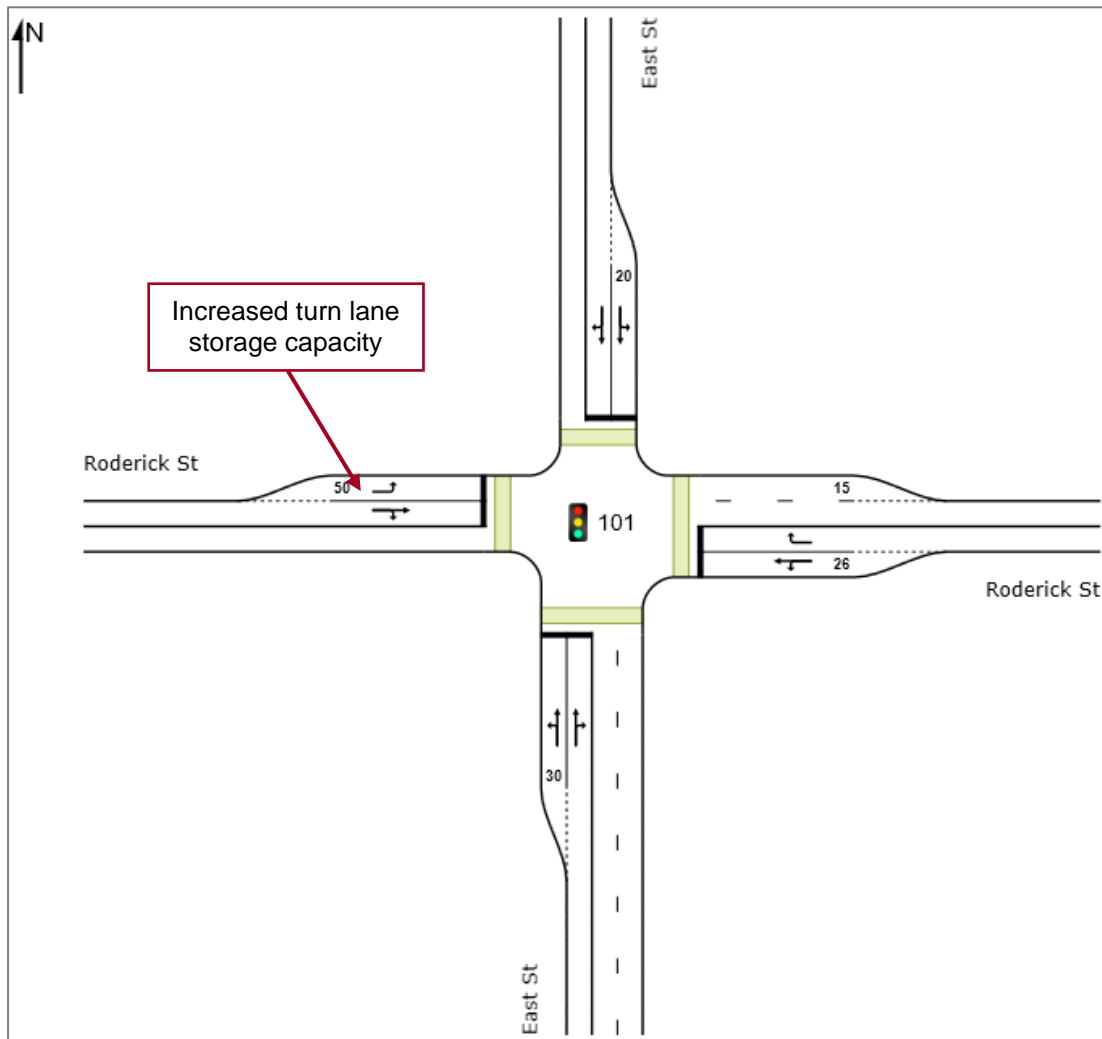 N
East St
20
Increased turn lane
storage capacity
Roderick St
50
15
101
26
Roderick St
30
East St